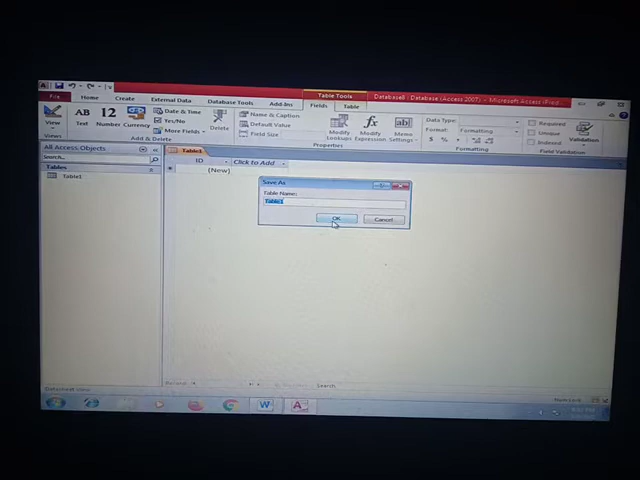 Table Tools
Database8 : Database (Access 2007) - Microsoft Access
File
Home
Create
External Data
Database Tools
Add-Ins
Fields
Table
View
Views
AB
Text
12
Number
Currency
Date & Time
Yes/No
More Fields
Add & Delete
Delete
Name & Caption
Default Value
Field Size
Modify
Lookups
fx
Modify
Expression
ab
Memo
Settings
Properties
Data Type:
Format:
Formatting
$
%
Formatting
Required
Unique
Indexed
Validation
Field Validation
All Access Objects
Search...
Tables
Table1
Table1
ID
Click to Add
(New)
Save As
Table Name:
Table1
OK
Cancel
Record:
Search
Datasheet View
Num Lock